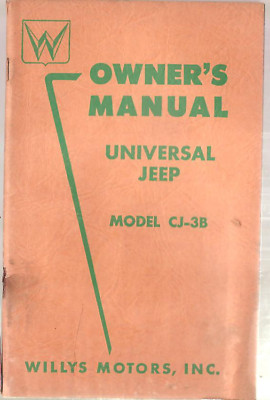 W
OWNER'S
MANUAL
UNIVERSAL
JEEP
MODEL CJ-3B
WILLYS MOTORS, INC.